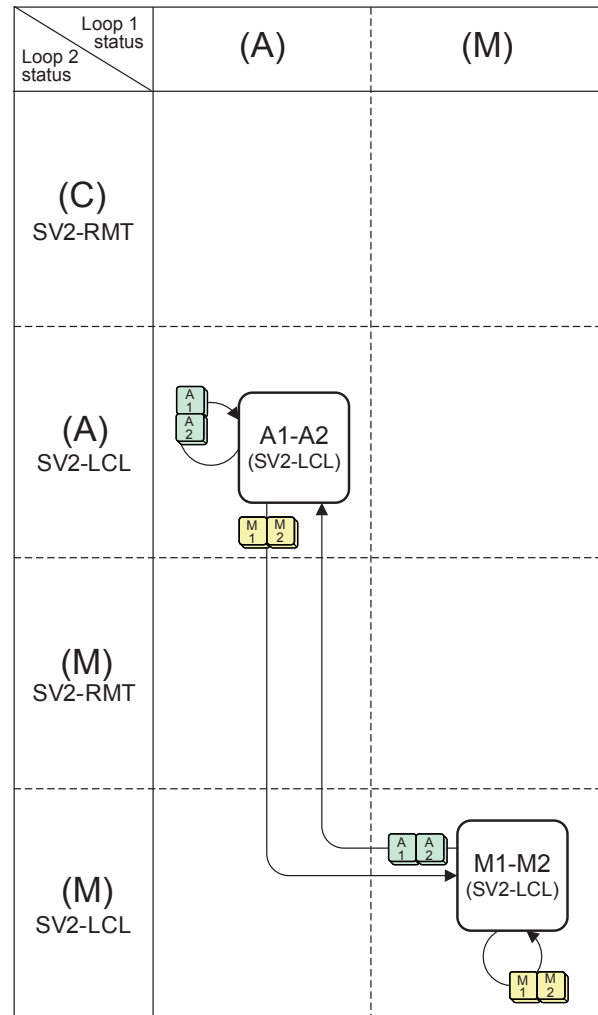 Loop 1
status
Loop 2
status
(A)
(M)
(C)
SV2-RMT
(A)
SV2-LCL
A
1
A
2
A1-A2
(SV2-LCL)
M
1
M
2
(M)
SV2-RMT
(M)
SV2-LCL
A
1
A
2
M1-M2
(SV2-LCL)
M
1
M
2